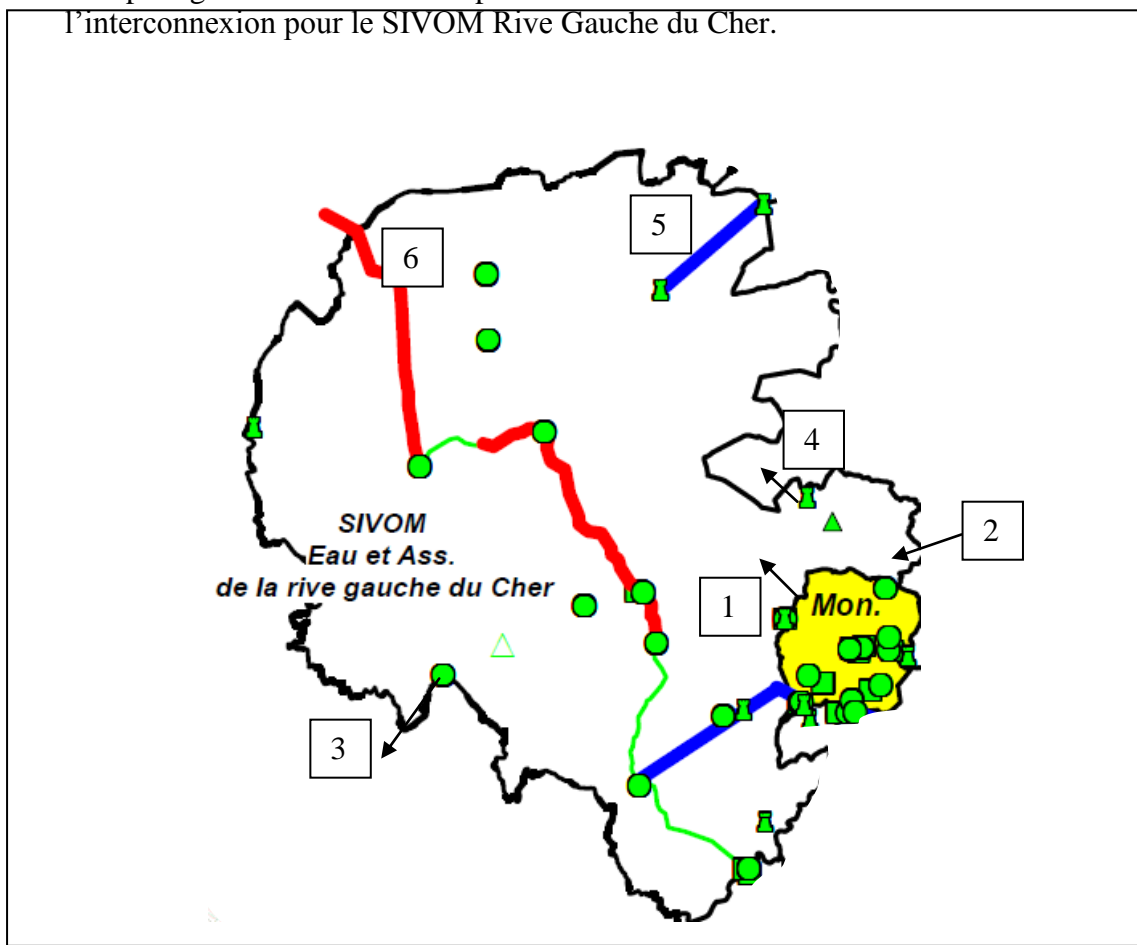 l’interconnexion pour le SIVOM Rive Gauche du Cher.
5
6
4
SIVOM
Eau et Ass.
de la rive gauche du Cher
2
1
Mon.
3